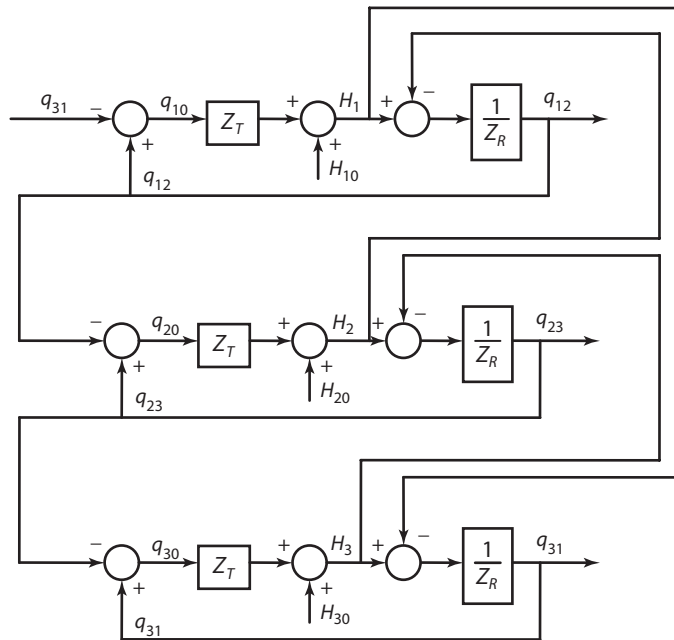 q31 − q10 ZT + H1 + − 1/ZR q12
+ q12 + H10
− q20 ZT + H2 + − 1/ZR q23
+ q23 + H20
− q30 ZT + H3 + − 1/ZR q31
+ q31 + H30